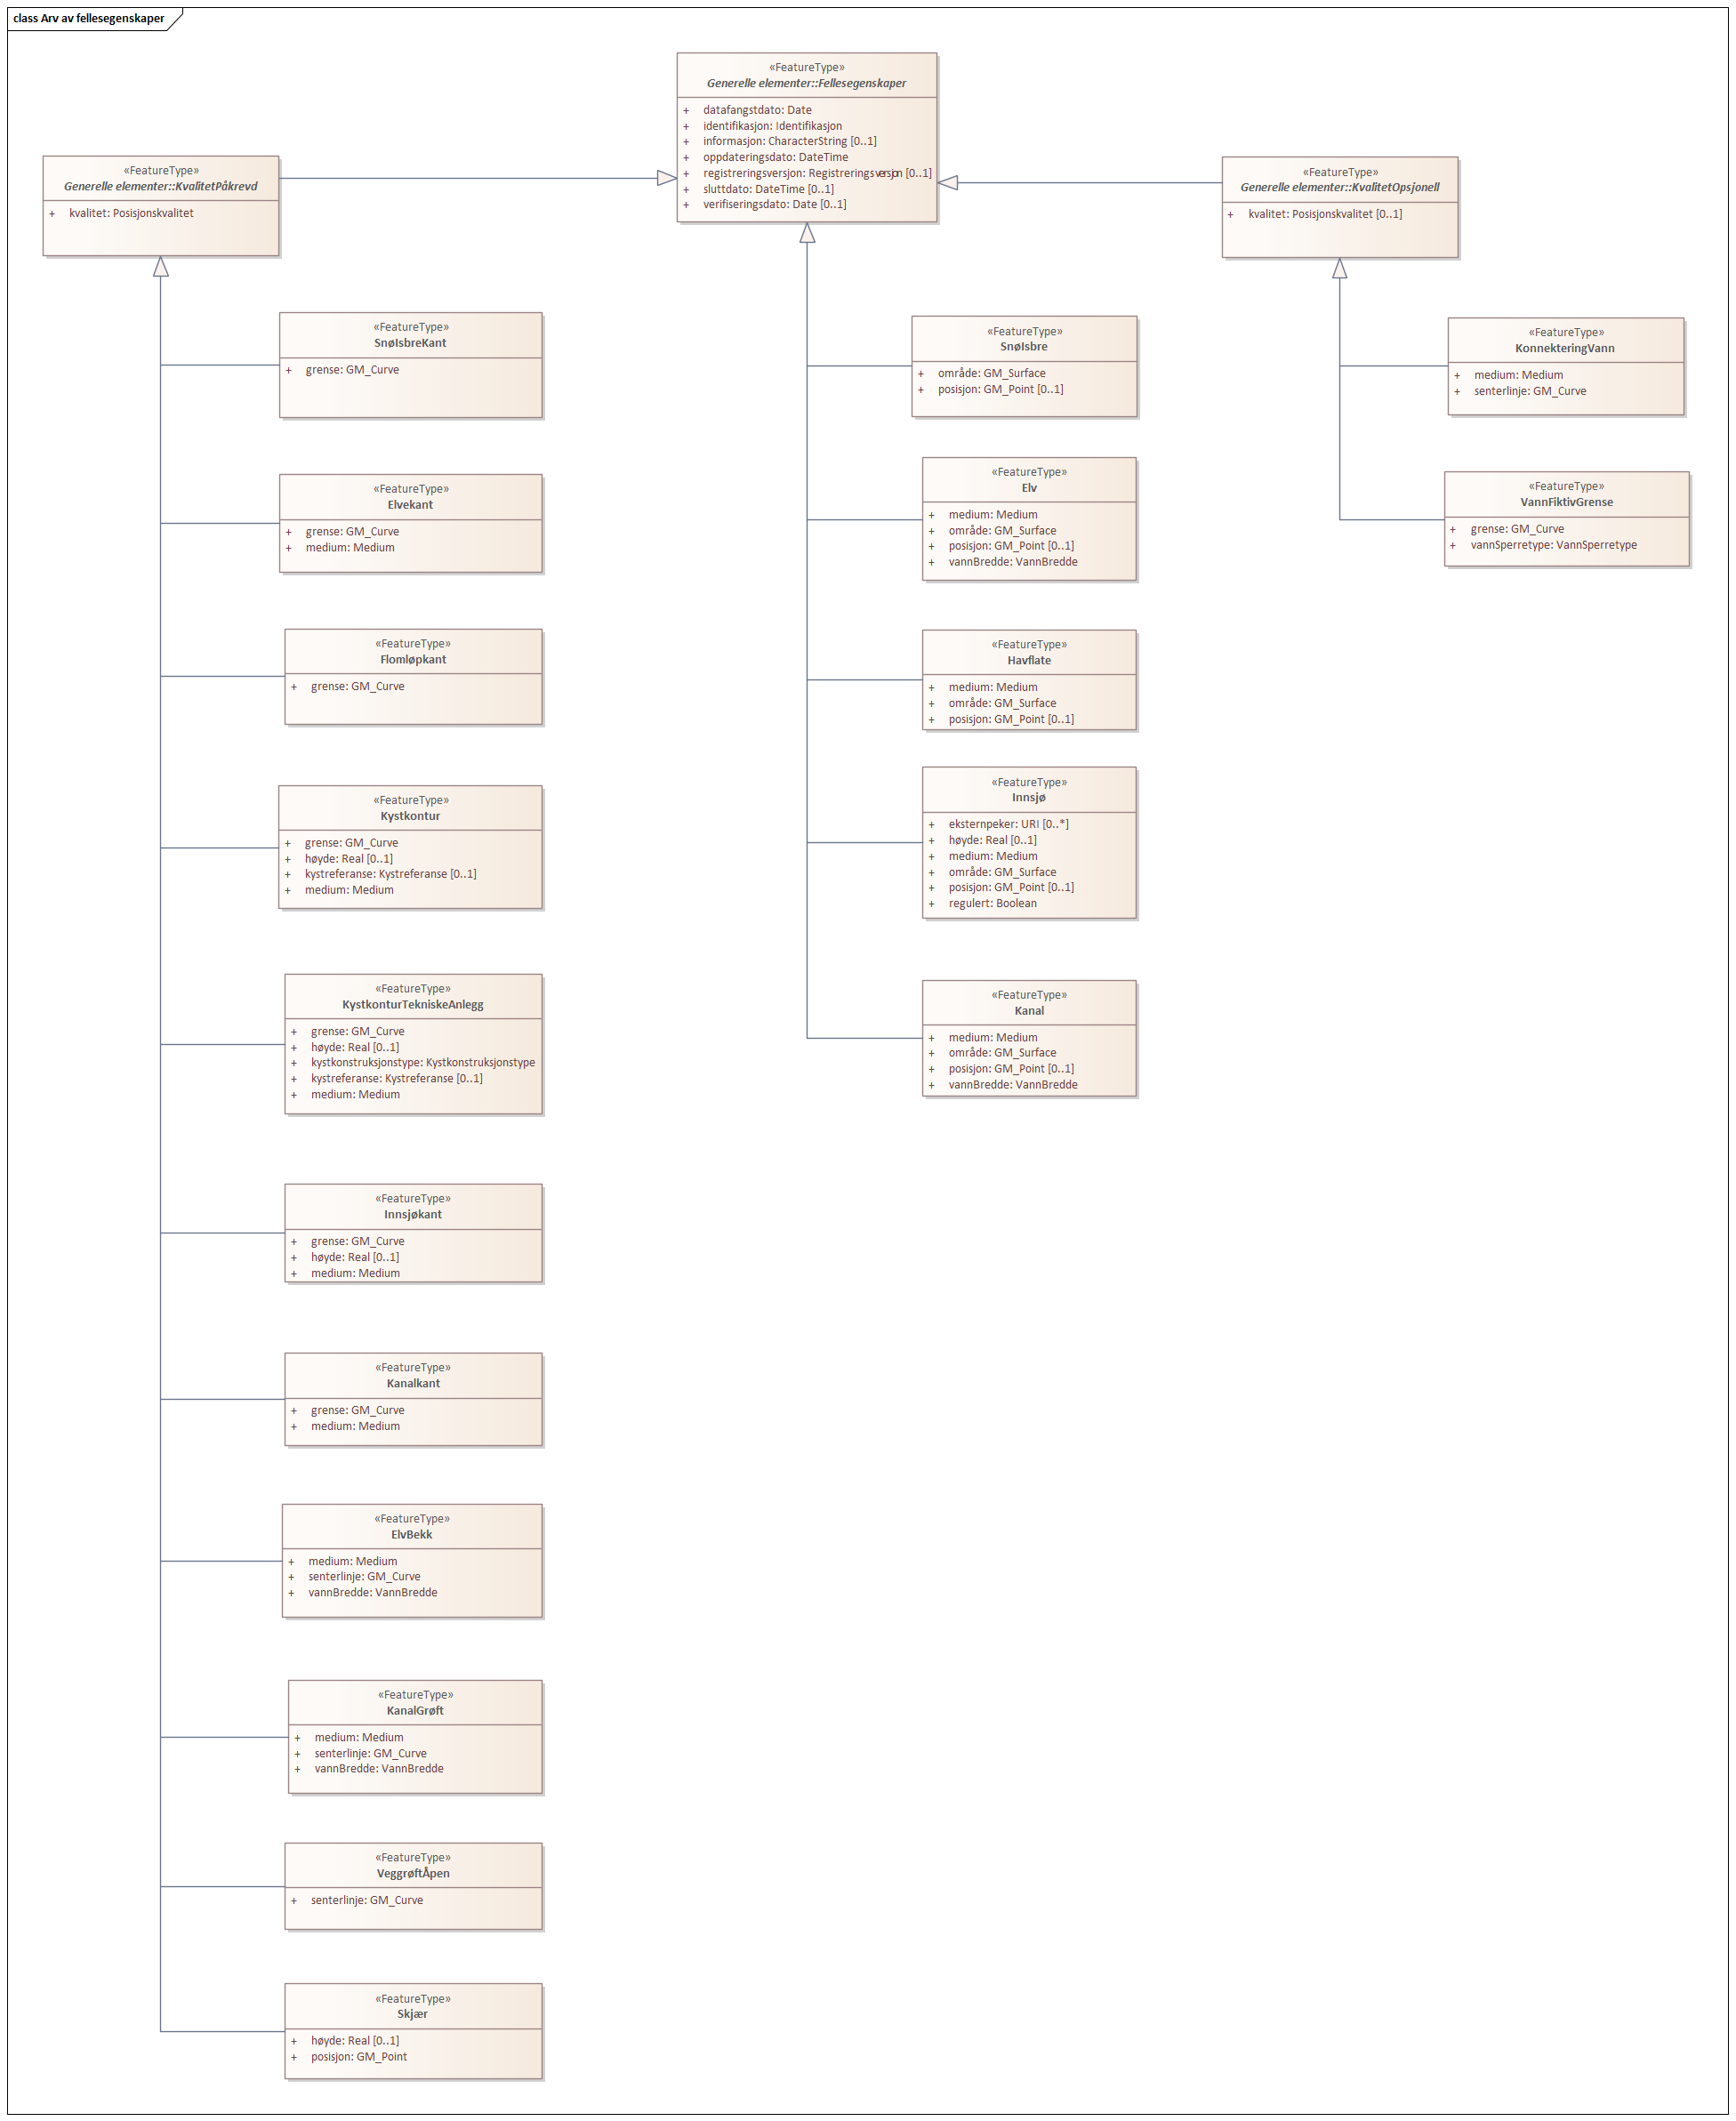 class Arv av fellesegenskaper
«FeatureType»
Generelle elementer::Fellesegenskaper
+ datafangstdato: Date
+ identifikasjon: Identifikasjon
+ informasjon: CharacterString [0..1]
+ oppdateringsdato: DateTime
+ registreringsversjon: Registreringsversjon [0..1]
+ sluttdato: DateTime [0..1]
+ verifiseringsdato: Date [0..1]
«FeatureType»
Generelle elementer::KvalitetPåkrevd
+ kvalitet: Posisjonskvalitet
«FeatureType»
Generelle elementer::KvalitetOpsjonell
+ kvalitet: Posisjonskvalitet [0..1]
«FeatureType»
SnøIsbreKant
+ grense: GM_Curve
«FeatureType»
Elvekant
+ grense: GM_Curve
+ medium: Medium
«FeatureType»
Flomløpkant
+ grense: GM_Curve
«FeatureType»
Kystkontur
+ grense: GM_Curve
+ høyde: Real [0..1]
+ kystreferanse: Kystreferanse [0..1]
+ medium: Medium
«FeatureType»
KystkonturTekniskeAnlegg
+ grense: GM_Curve
+ høyde: Real [0..1]
+ kystkonstruksjonstype: Kystkonstruksjonstype
+ kystreferanse: Kystreferanse [0..1]
+ medium: Medium
«FeatureType»
Innsjøkant
+ grense: GM_Curve
+ høyde: Real [0..1]
+ medium: Medium
«FeatureType»
Kanalkant
+ grense: GM_Curve
+ medium: Medium
«FeatureType»
ElvBekk
+ medium: Medium
+ senterlinje: GM_Curve
+ vannBredde: VannBredde
«FeatureType»
KanalGrøft
+ medium: Medium
+ senterlinje: GM_Curve
+ vannBredde: VannBredde
«FeatureType»
VeggrøftÅpen
+ senterlinje: GM_Curve
«FeatureType»
Skjær
+ høyde: Real [0..1]
+ posisjon: GM_Point
«FeatureType»
SnøIsbre
+ område: GM_Surface
+ posisjon: GM_Point [0..1]
«FeatureType»
Elv
+ medium: Medium
+ område: GM_Surface
+ posisjon: GM_Point [0..1]
+ vannBredde: VannBredde
«FeatureType»
Havflate
+ medium: Medium
+ område: GM_Surface
+ posisjon: GM_Point [0..1]
«FeatureType»
Innsjø
+ eksternpeker: URI [0..*]
+ høyde: Real [0..1]
+ medium: Medium
+ område: GM_Surface
+ posisjon: GM_Point [0..1]
+ regulert: Boolean
«FeatureType»
Kanal
+ medium: Medium
+ område: GM_Surface
+ posisjon: GM_Point [0..1]
+ vannBredde: VannBredde
«FeatureType»
KonnekteringVann
+ medium: Medium
+ senterlinje: GM_Curve
«FeatureType»
VannFiktivGrense
+ grense: GM_Curve
+ vannSperretype: VannSperretype